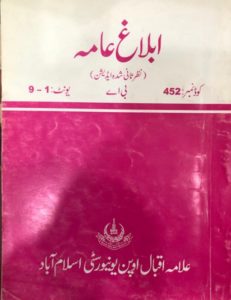 ابلاغ عامہ
(نظرثانی شدہ ایڈیشن)
کوڈ نمبر: 452 بی اے یونٹ: 1 - 9
علامہ اقبال اوپن یونیورسٹی اسلام آباد